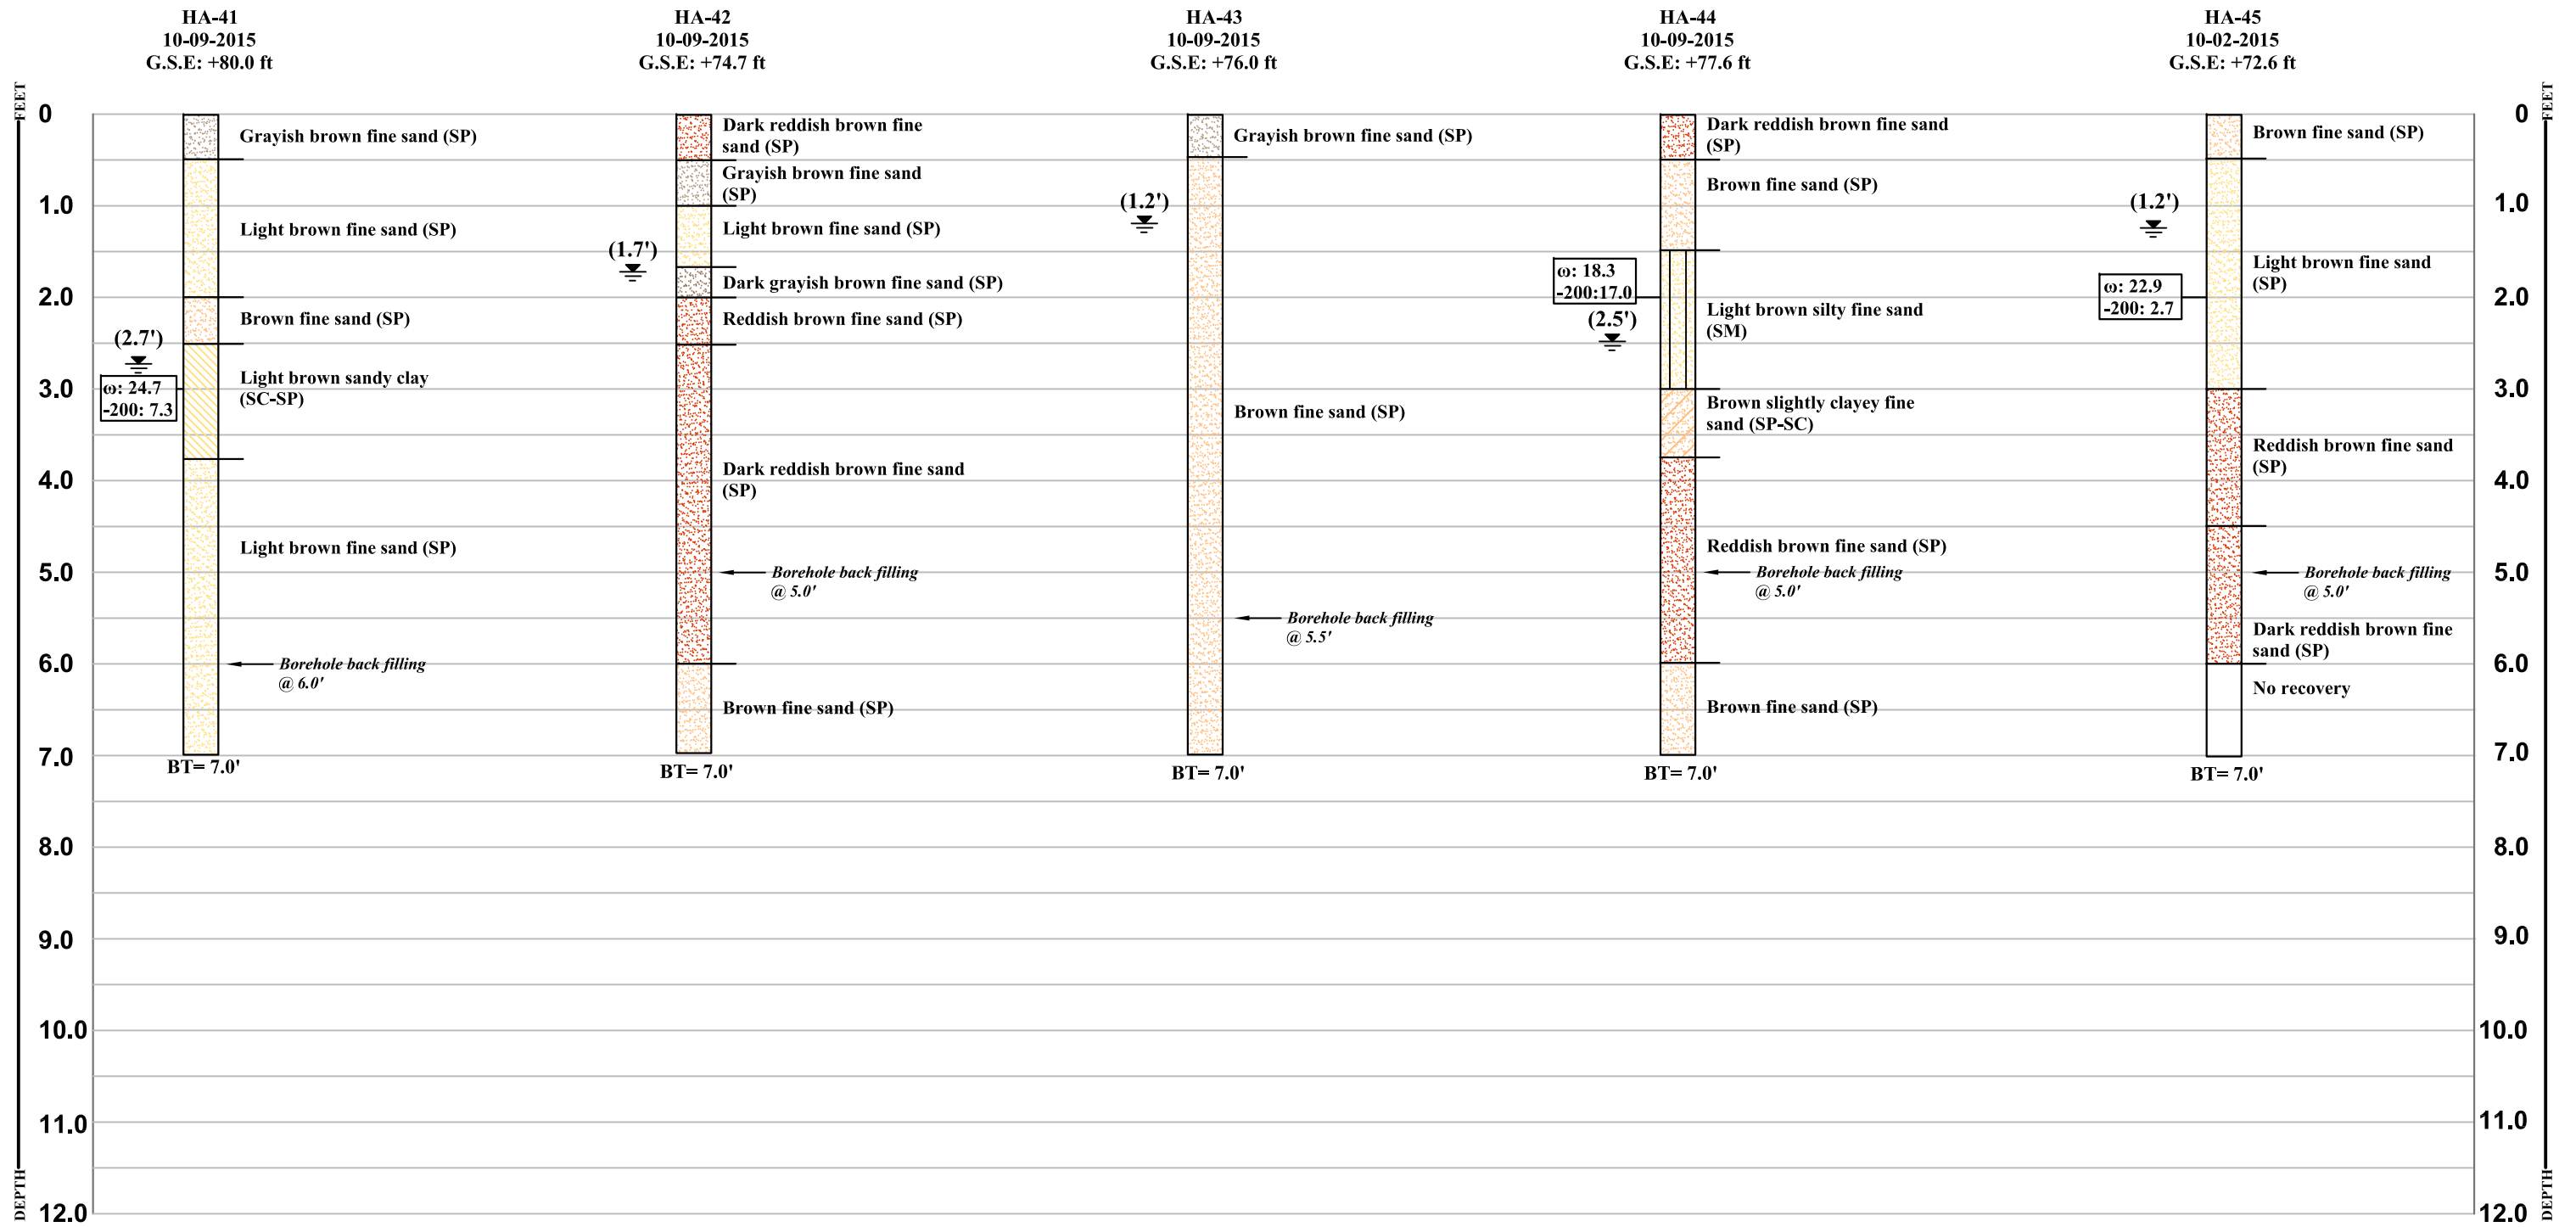 HA-41
10-09-2015
G.S.E: +80.0 ft
HA-42
10-09-2015
G.S.E: +74.7 ft
HA-43
10-09-2015
G.S.E: +76.0 ft
HA-44
10-09-2015
G.S.E: +77.6 ft
HA-45
10-02-2015
G.S.E: +72.6 ft
FEET
0
1.0
2.0
3.0
4.0
5.0
6.0
7.0
8.0
9.0
10.0
11.0
12.0
DEPTH
Grayish brown fine sand (SP)
Light brown fine sand (SP)
Brown fine sand (SP)
(2.7')
ω: 24.7
-200: 7.3
Light brown sandy clay
(SC-SP)
Light brown fine sand (SP)
Borehole back filling
@ 6.0'
BT= 7.0'
Dark reddish brown fine
sand (SP)
Grayish brown fine sand
(SP)
Light brown fine sand (SP)
(1.7')
Dark grayish brown fine sand (SP)
Reddish brown fine sand (SP)
Dark reddish brown fine sand
(SP)
Borehole back filling
@ 5.0'
Brown fine sand (SP)
BT= 7.0'
Grayish brown fine sand (SP)
(1.2')
Brown fine sand (SP)
Borehole back filling
@ 5.5'
BT= 7.0'
Dark reddish brown fine sand
(SP)
Brown fine sand (SP)
ω: 18.3
-200:17.0
(2.5')
Light brown silty fine sand
(SM)
Brown slightly clayey fine
sand (SP-SC)
Reddish brown fine sand (SP)
Borehole back filling
@ 5.0'
Brown fine sand (SP)
BT= 7.0'
Brown fine sand (SP)
(1.2')
Light brown fine sand
(SP)
ω: 22.9
-200: 2.7
Reddish brown fine sand
(SP)
Borehole back filling
@ 5.0'
Dark reddish brown fine
sand (SP)
No recovery
BT= 7.0'
FEET
0
1.0
2.0
3.0
4.0
5.0
6.0
7.0
8.0
9.0
10.0
11.0
12.0
DEPTH